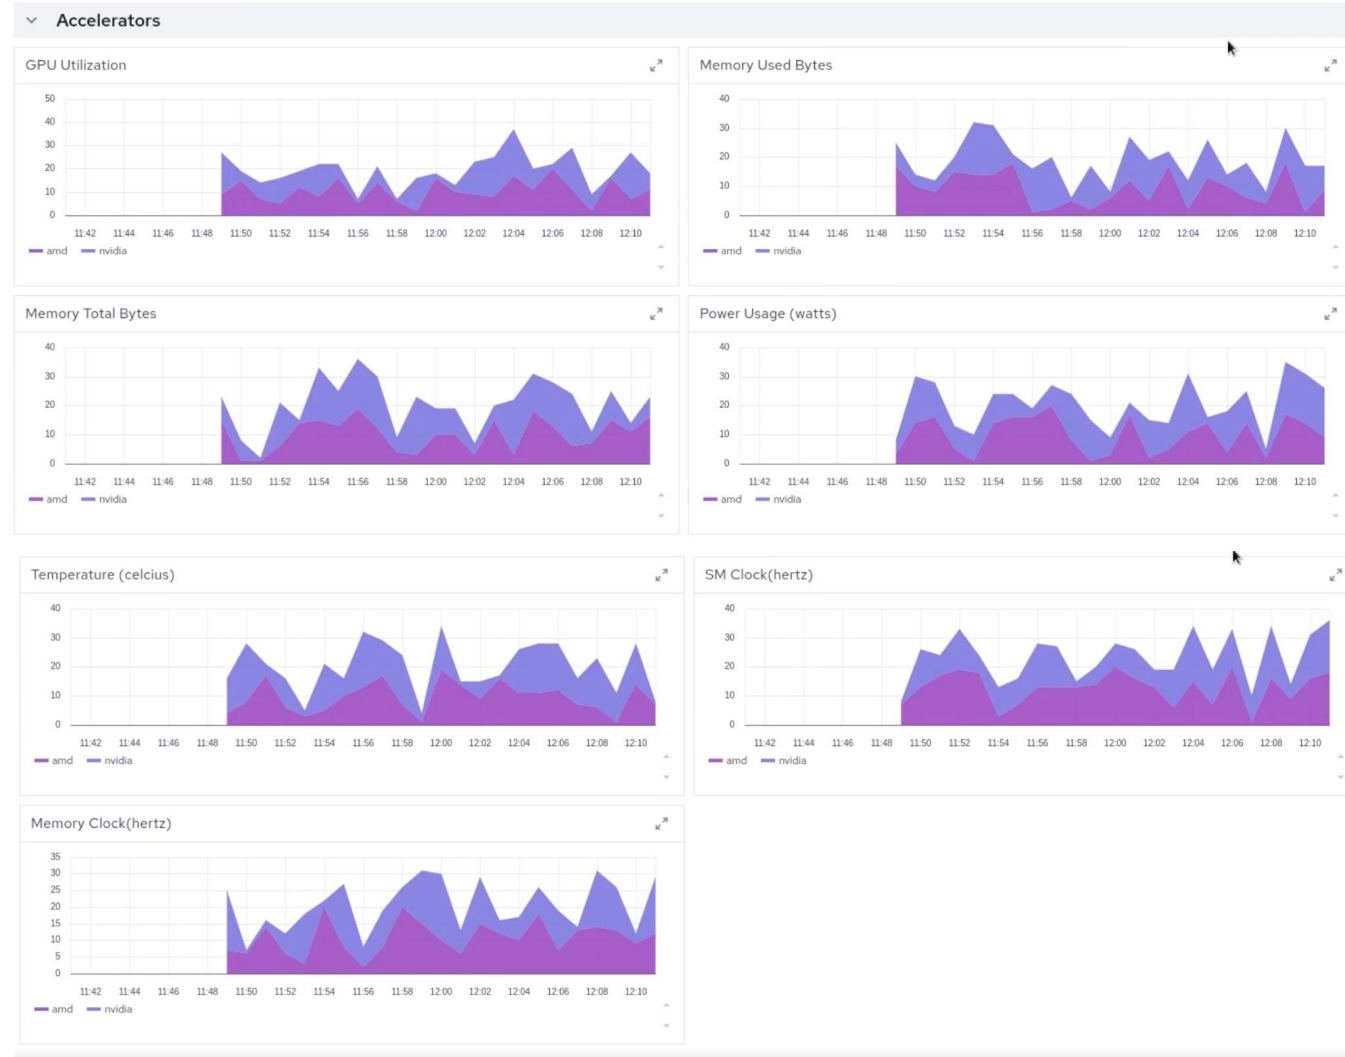 Accelerators
GPU Utilization
50
40
30
20
10
0
11:42 11:44 11:46 11:48 11:50 11:52 11:54 11:56 11:58 12:00 12:02 12:04 12:06 12:08 12:10
amd nvidia
Memory Used Bytes
40
30
20
10
0
11:42 11:44 11:46 11:48 11:50 11:52 11:54 11:56 11:58 12:00 12:02 12:04 12:06 12:08 12:10
amd nvidia
Memory Total Bytes
40
30
20
10
0
11:42 11:44 11:46 11:48 11:50 11:52 11:54 11:56 11:58 12:00 12:02 12:04 12:06 12:08 12:10
amd nvidia
Power Usage (watts)
40
30
20
10
0
11:42 11:44 11:46 11:48 11:50 11:52 11:54 11:56 11:58 12:00 12:02 12:04 12:06 12:08 12:10
amd nvidia
Temperature (celcius)
40
30
20
10
0
11:42 11:44 11:46 11:48 11:50 11:52 11:54 11:56 11:58 12:00 12:02 12:04 12:06 12:08 12:10
amd nvidia
SM Clock(hertz)
40
30
20
10
0
11:42 11:44 11:46 11:48 11:50 11:52 11:54 11:56 11:58 12:00 12:02 12:04 12:06 12:08 12:10
amd nvidia
Memory Clock(hertz)
35
30
25
20
15
10
5
0
11:42 11:44 11:46 11:48 11:50 11:52 11:54 11:56 11:58 12:00 12:02 12:04 12:06 12:08 12:10
amd nvidia